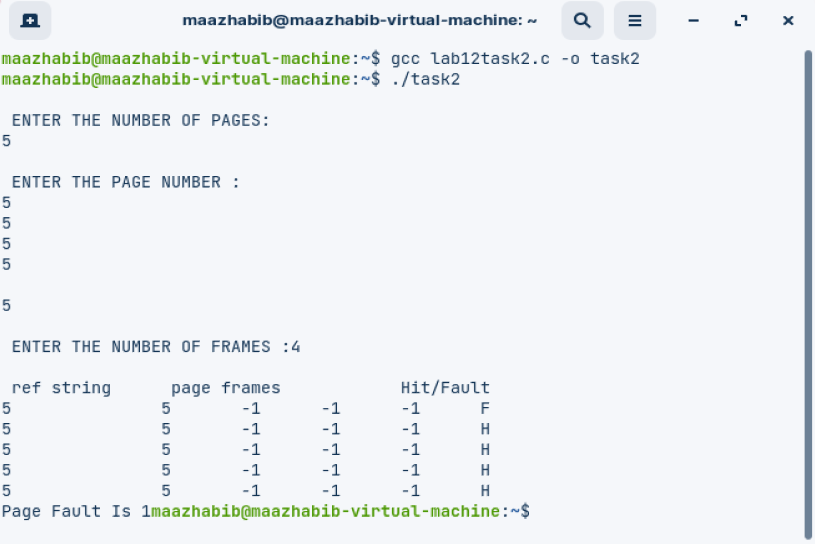 maazhabib@maazhabib-virtual-machine: ~
maazhabib@maazhabib-virtual-machine:~$ gcc lab12task2.c -o task2
maazhabib@maazhabib-virtual-machine:~$ ./task2
ENTER THE NUMBER OF PAGES:
5
ENTER THE PAGE NUMBER :
5
5
5
5
5
ENTER THE NUMBER OF FRAMES :4
ref string page frames Hit/Fault
5 5 -1 -1 -1 F
5 5 -1 -1 -1 H
5 5 -1 -1 -1 H
5 5 -1 -1 -1 H
5 5 -1 -1 -1 H
Page Fault Is 1maazhabib@maazhabib-virtual-machine:~$